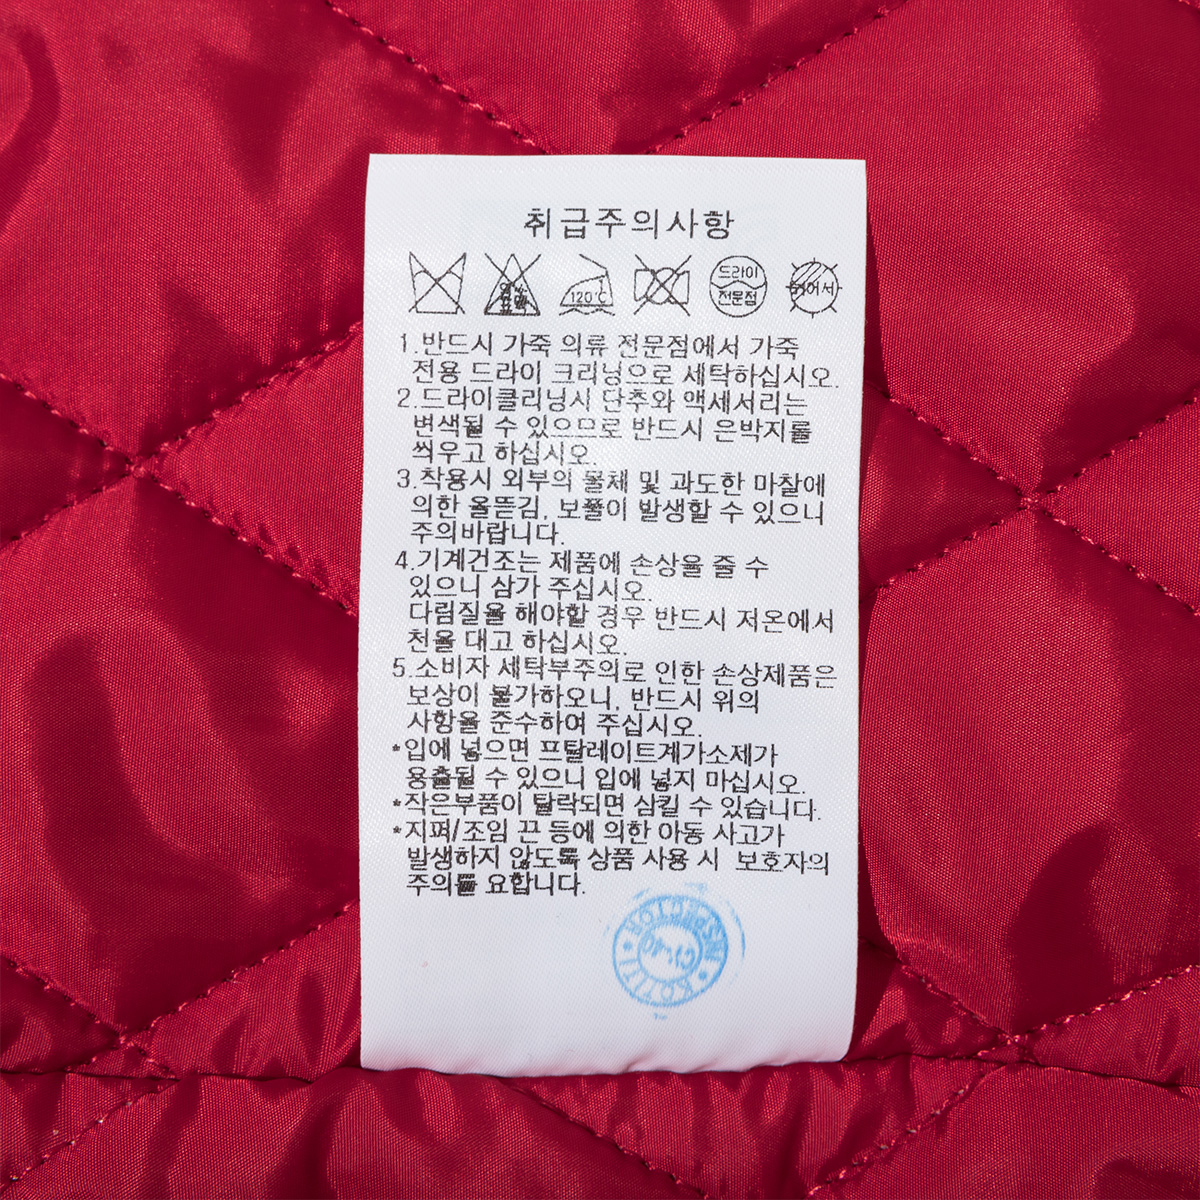 취급주의사항
120℃
드라이
전문점
뉘어서
1.반드시 가죽 의류 전문점에서 가죽
전용 드라이 크리닝으로 세탁하십시오.
2.드라이클리닝시 단추와 액세서리는
변색될 수 있으므로 반드시 은박지를
씌우고 하십시오.
3.착용시 외부의 물체 및 과도한 마찰에
의한 올뜯김, 보풀이 발생할 수 있으니
주의바랍니다.
4.기계건조는 제품에 손상을 줄 수
있으니 삼가 주십시오.
다림질을 해야할 경우 반드시 저온에서
천을 대고 하십시오.
5.소비자 세탁부주의로 인한 손상제품은
보상이 불가하오니, 반드시 위의
사항을 준수하여 주십시오.
*입에 넣으면 프탈레이트계가소제가
용출될 수 있으니 입에 넣지 마십시오.
*작은부품이 탈락되면 삼킬 수 있습니다.
*지퍼/조임 끈 등에 의한 아동 사고가
발생하지 않도록 상품 사용 시 보호자의
주의를 요합니다.
KOTITI INSPECTOR